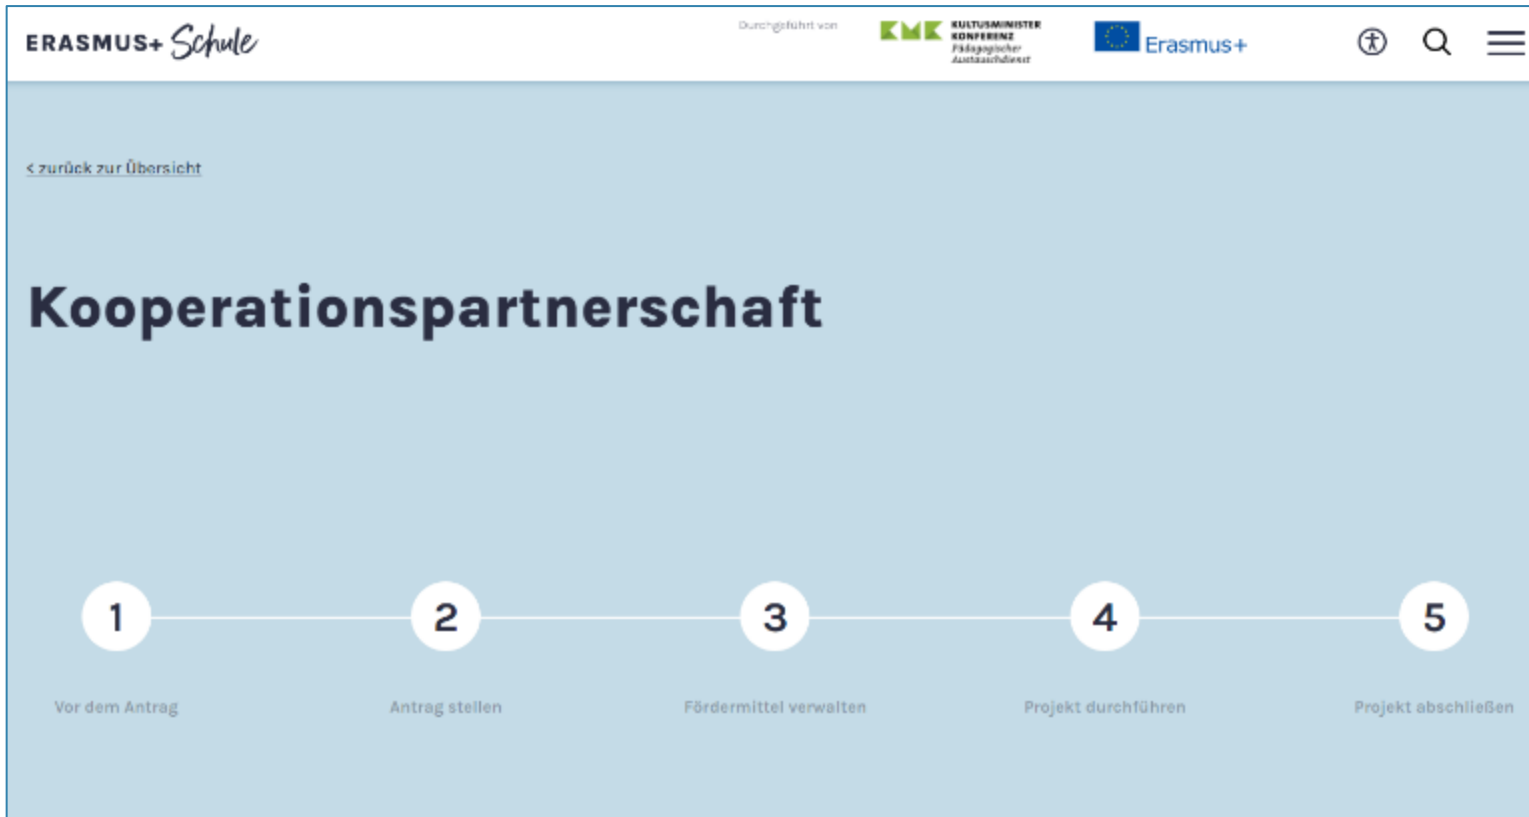 ERASMUS+ Schule
Durchgeführt von
KMK
KULTUSMINISTER
KONFERENZ
Pädagogischer
Austauschdienst
Erasmus+
< zurück zur Übersicht
Kooperationspartnerschaft
1
2
3
4
5
Vor dem Antrag
Antrag stellen
Fördermittel verwalten
Projekt durchführen
Projekt abschließen